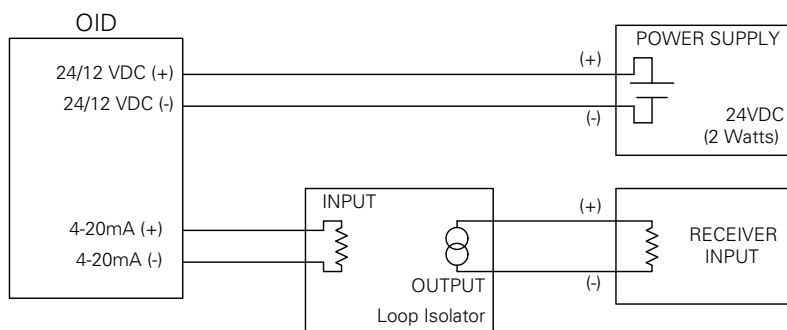 OID
24/12 VDC (+)
24/12 VDC (-)
4-20mA (+)
4-20mA (-)
(+)
(-)
POWER SUPPLY
24VDC
(2 Watts)
INPUT
OUTPUT
Loop Isolator
(+)
(-)
RECEIVER
INPUT